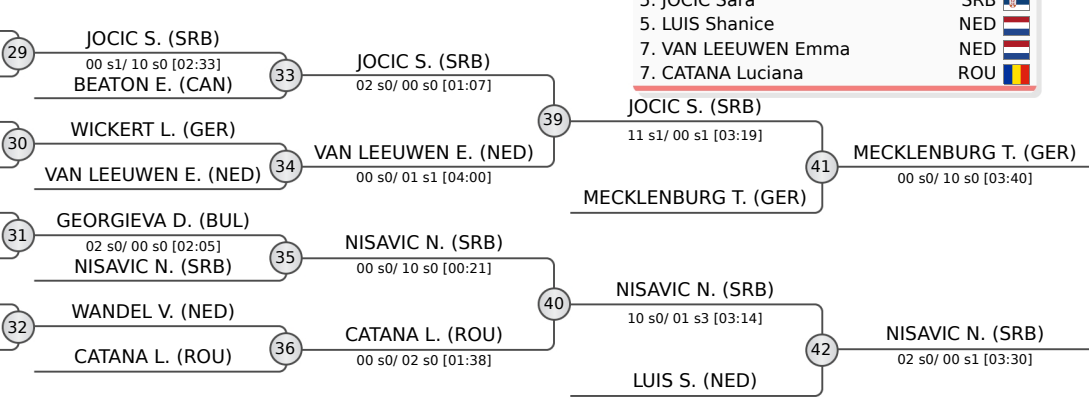 5. JOCIC Sara SRB
5. LUIS Shanice NED
7. VAN LEEUWEN Emma NED
7. CATANA Luciana ROU
29
JOCIC S. (SRB)
00 s1/ 10 s0 [02:33]
BEATON E. (CAN)
33
JOCIC S. (SRB)
02 s0/ 00 s0 [01:07]
39
JOCIC S. (SRB)
11 s1/ 00 s1 [03:19]
30
WICKERT L. (GER)
VAN LEEUWEN E. (NED)
34
VAN LEEUWEN E. (NED)
00 s0/ 01 s1 [04:00]
MECKLENBURG T. (GER)
41
MECKLENBURG T. (GER)
00 s0/ 10 s0 [03:40]
31
GEORGIEVA D. (BUL)
02 s0/ 00 s0 [02:05]
NISAVIC N. (SRB)
35
NISAVIC N. (SRB)
00 s0/ 10 s0 [00:21]
40
NISAVIC N. (SRB)
10 s0/ 01 s3 [03:14]
32
WANDEL V. (NED)
CATANA L. (ROU)
36
CATANA L. (ROU)
00 s0/ 02 s0 [01:38]
LUIS S. (NED)
42
NISAVIC N. (SRB)
02 s0/ 00 s1 [03:30]